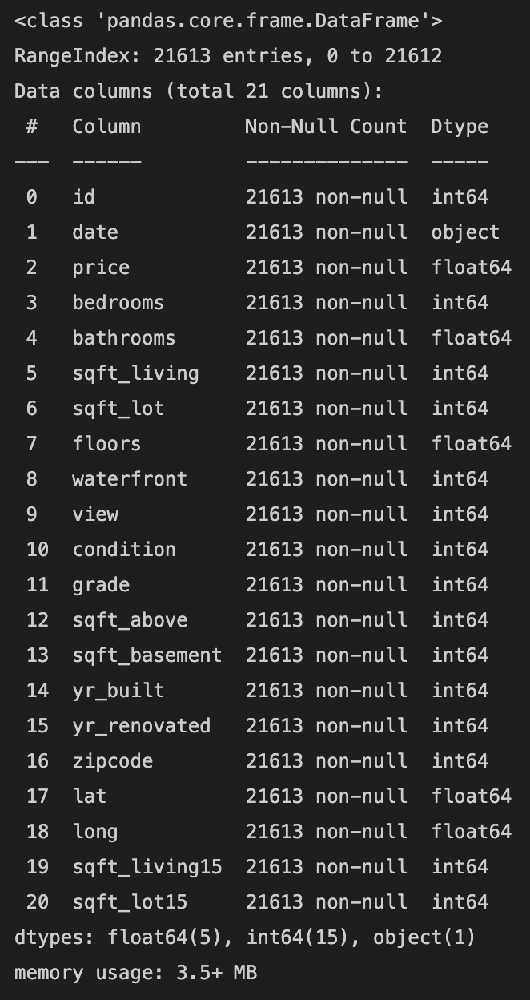 <class 'pandas.core.frame.DataFrame'>
RangeIndex: 21613 entries, 0 to 21612
Data columns (total 21 columns):
 #   Column         Non-Null Count  Dtype
---  ------         --------------  -----
 0   id             21613 non-null  int64
 1   date           21613 non-null  object
 2   price          21613 non-null  float64
 3   bedrooms       21613 non-null  int64
 4   bathrooms      21613 non-null  float64
 5   sqft_living    21613 non-null  int64
 6   sqft_lot       21613 non-null  int64
 7   floors         21613 non-null  float64
 8   waterfront     21613 non-null  int64
 9   view           21613 non-null  int64
 10  condition      21613 non-null  int64
 11  grade          21613 non-null  int64
 12  sqft_above     21613 non-null  int64
 13  sqft_basement  21613 non-null  int64
 14  yr_built       21613 non-null  int64
 15  yr_renovated   21613 non-null  int64
 16  zipcode        21613 non-null  int64
 17  lat            21613 non-null  float64
 18  long           21613 non-null  float64
 19  sqft_living15  21613 non-null  int64
 20  sqft_lot15     21613 non-null  int64
dtypes: float64(5), int64(15), object(1)
memory usage: 3.5+ MB